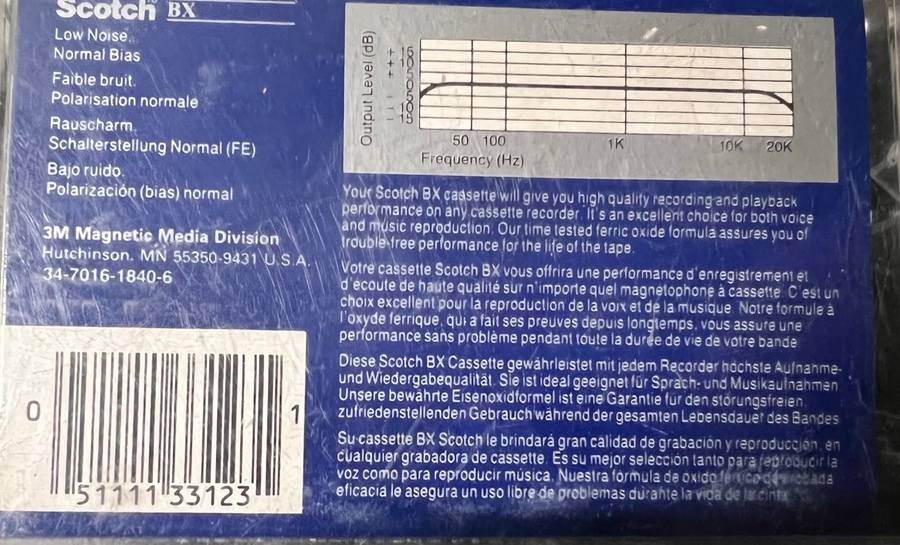 Scotch BX
Low Noise.
Normal Bias
Faible bruit.
Polarisation normale
Rauscharm.
Schalterstellung Normal (FE)
Bajo ruido.
Polarización (bias) normal
3M Magnetic Media Division
Hutchinson, MN 55350-9431 U.S.A.
34-7016-1840-6
0 51111 33123 1
Output Level (dB)
+ 15
+ 10
+ 5
0
- 5
- 10
- 15
50 100 1K 10K 20K
Frequency (Hz)
Your Scotch BX cassette will give you high quality recording and playback
performance on any cassette recorder. It's an excellent choice for both voice
and music reproduction. Our time tested ferric oxide formula assures you of
trouble-free performance for the life of the tape.
Votre cassette Scotch BX vous offrira une performance d'enregistrement et
d'ecoute de haute qualité sur n'importe quel magnetophone à cassette. C'est un
choix excellent pour la reproduction de la voix et de la musique. Notre formule à
l'oxyde ferrique, qui a fait ses preuves depuis longtemps, vous assure une
performance sans problème pendant toute la durée de vie de votre bande
Diese Scotch BX Cassette gewährleistet mit jedem Recorder höchste Aufnahme-
und Wiedergabequalität. Sie ist ideal geeignet für Sprach- und Musikaufnahmen
Unsere bewährte Eisenoxidformel ist eine Garantie für den störungsfreien,
zufriedenstellenden Gebrauch während der gesamten Lebensdauer des Bandes
Su cassette BX Scotch le brindará gran calidad de grabación y reproducción, en
cualquier grabadora de cassette. Es su mejor selección tanto para reproducir la
voz como para reproducir música. Nuestra fórmula de oxido férrico de probada
eficacia le asegura un uso libre de problemas durante la vida de la cinta.